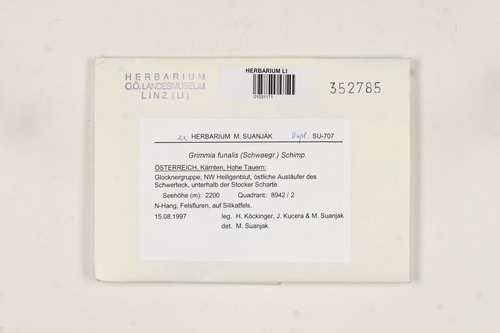 HERBARIUM
O.Ö. LANDESMUSEUM
LINZ (LI)
HERBARIUM LI
01031171
352785
ex HERBARIUM M. SUANJAK Dupl. SU-707
Grimmia funalis (Schwaegr.) Schimp.
ÖSTERREICH, Kärnten, Hohe Tauern:
Glocknergruppe, NW Heiligenblut, östliche Ausläufer des
Schwerteck, unterhalb der Stocker Scharte.
Seehöhe (m): 2200 Quadrant: 8942 / 2
N-Hang, Felsfluren, auf Silikatfels.
15.08.1997 leg. H. Köckinger, J. Kucera & M. Suanjak
det. M. Suanjak